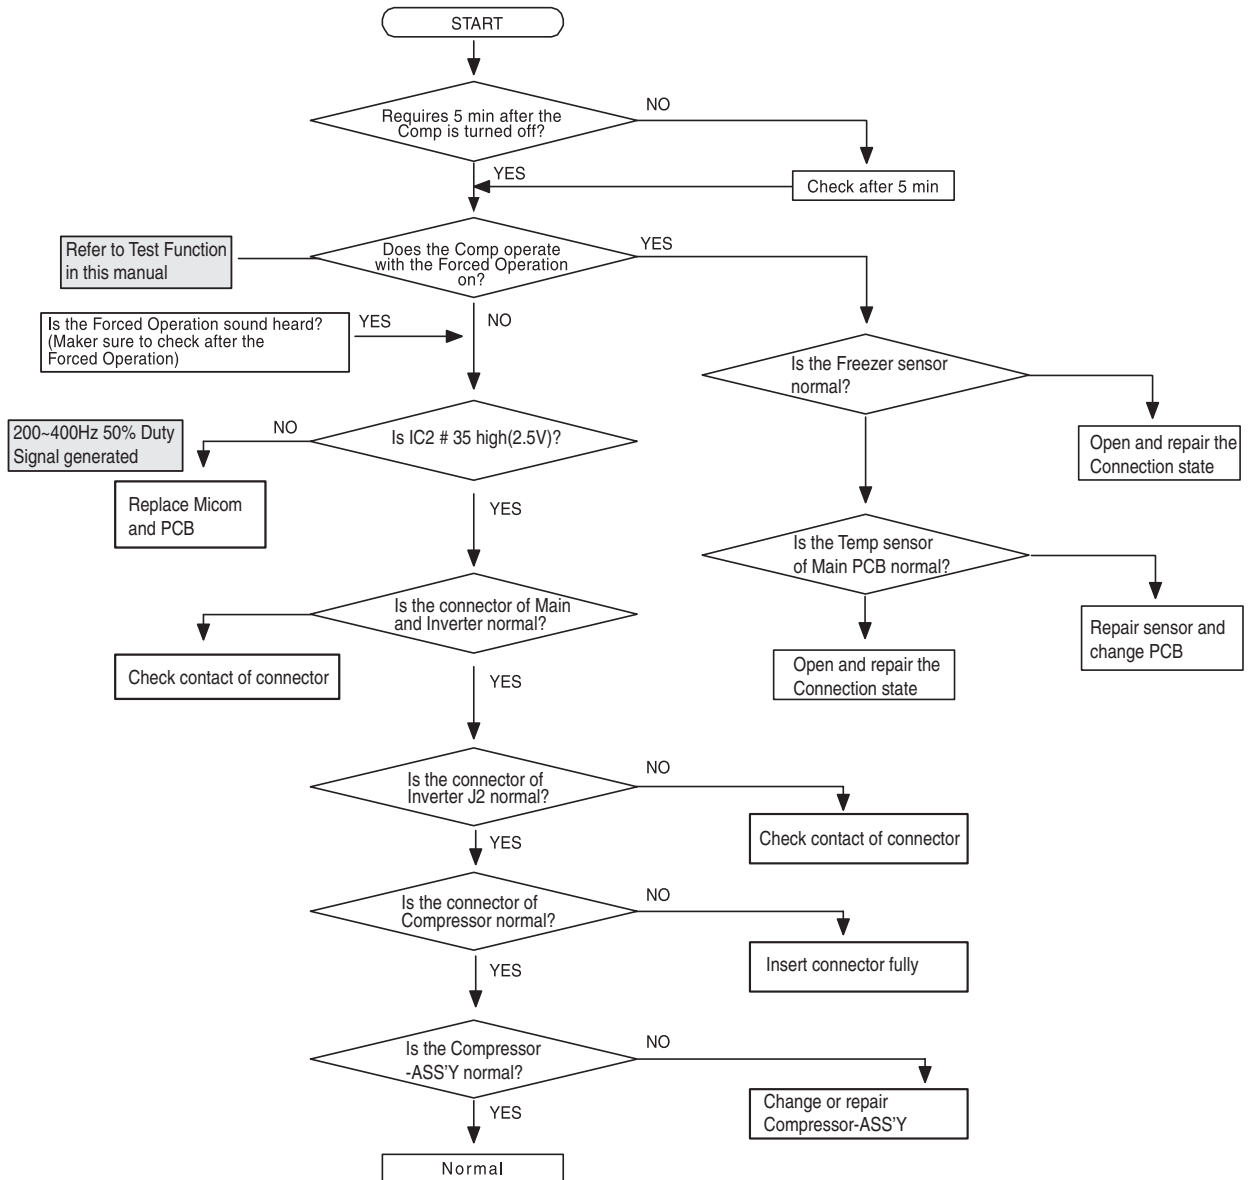 START
Requires 5 min after the
Comp is turned off?
NO
YES
Check after 5 min
Refer to Test Function
in this manual
Does the Comp operate
with the Forced Operation
on?
YES
Is the Forced Operation sound heard?
(Maker sure to check after the
Forced Operation)
YES
NO
Is the Freezer sensor
normal?
200~400Hz 50% Duty
Signal generated
NO
Is IC2 # 35 high(2.5V)?
Open and repair the
Connection state
Replace Micom
and PCB
YES
Is the Temp sensor
of Main PCB normal?
Is the connector of Main
and Inverter normal?
Repair sensor and
change PCB
Check contact of connector
YES
Open and repair the
Connection state
Is the connector of
Inverter J2 normal?
NO
YES
Check contact of connector
Is the connector of
Compressor normal?
NO
YES
Insert connector fully
Is the Compressor
-ASS'Y normal?
NO
YES
Change or repair
Compressor-ASS'Y
Normal